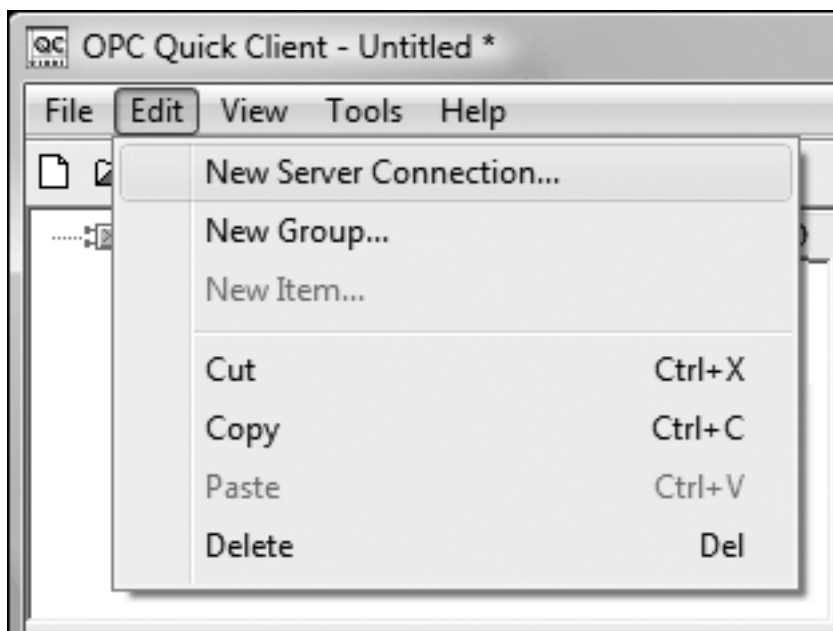 QC
OPC Quick Client - Untitled *
File Edit View Tools Help
New Server Connection...
New Group...
New Item...
Cut Ctrl+X
Copy Ctrl+C
Paste Ctrl+V
Delete Del